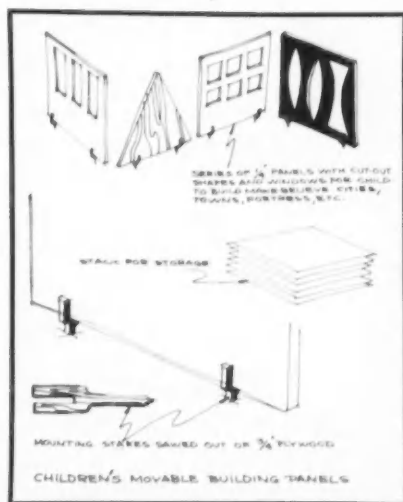 SERIES OF ¼" PANELS WITH CUT-OUT
SHAPES AND WINDOWS FOR CHILD
TO BUILD MAKE BELIEVE CITIES,
TOWNS, FORTRESS, ETC.
STACK FOR STORAGE
MOUNTING STAKES SAWED OUT OF ¾" PLYWOOD
CHILDREN'S MOVABLE BUILDING PANELS